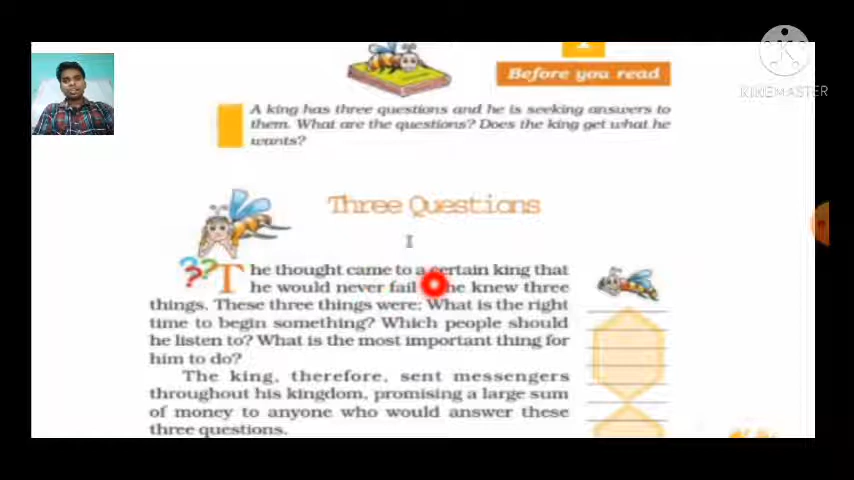 1
Before you read
KINEMASTER
A king has three questions and he is seeking answers to
them. What are the questions? Does the king get what he
wants?
Three Questions
??
The thought came to a certain king that
he would never fail he knew three
things. These three things were: What is the right
time to begin something? Which people should
he listen to? What is the most important thing for
him to do?
The king, therefore, sent messengers
throughout his kingdom, promising a large sum
of money to anyone who would answer these
three questions.